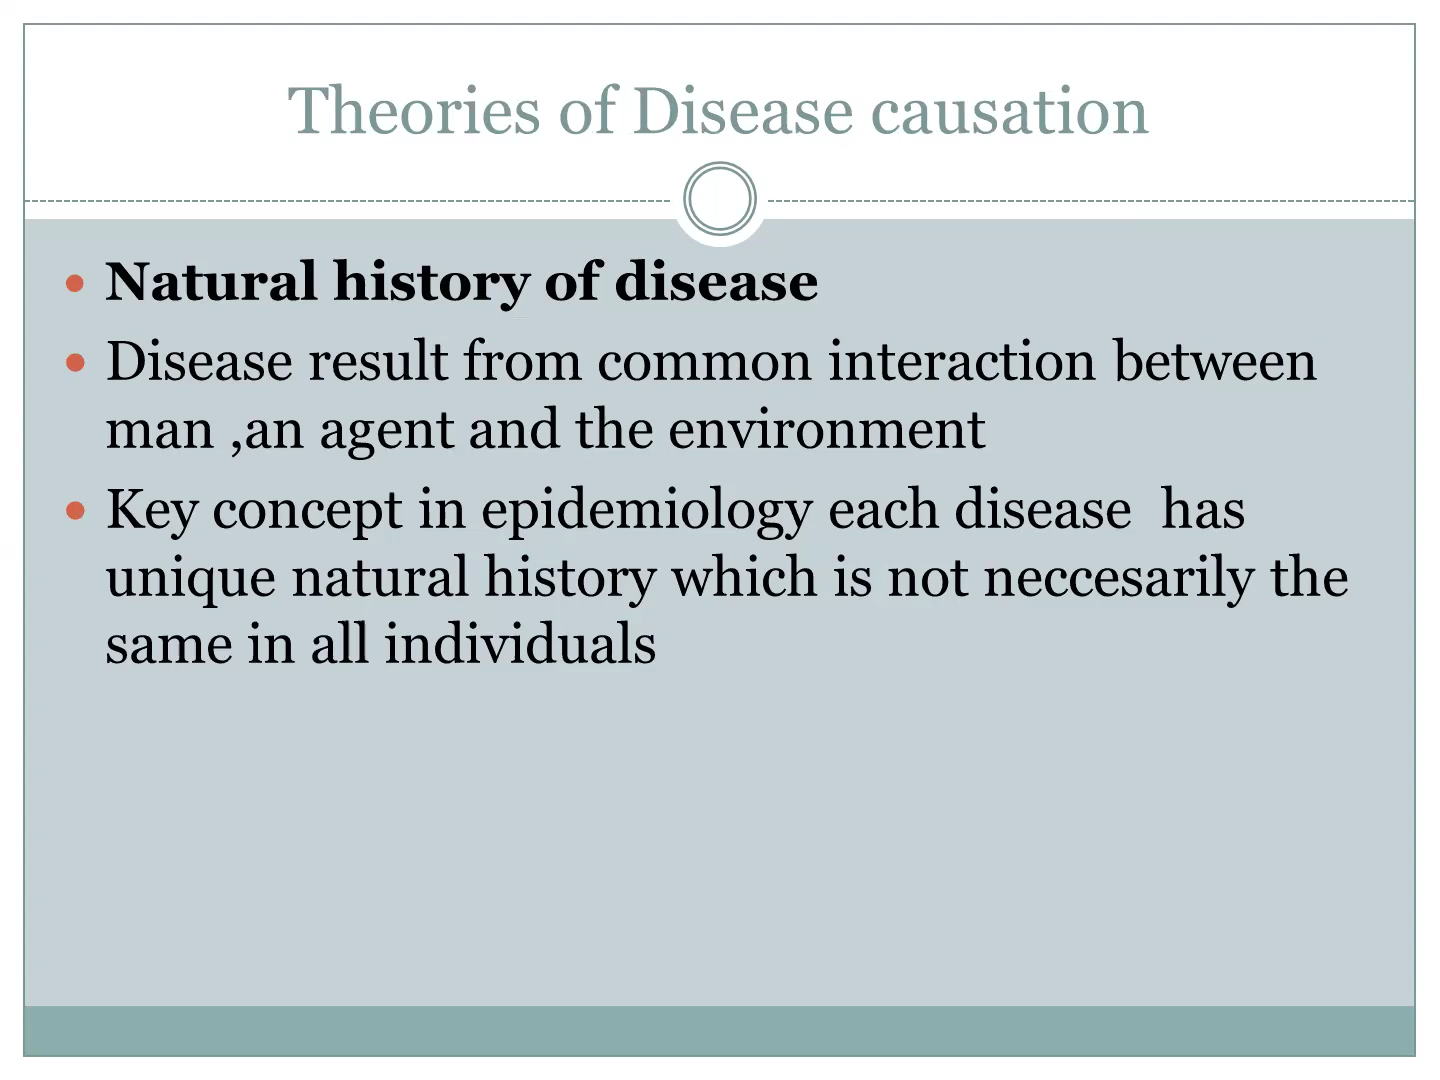 Theories of Disease causation
• Natural history of disease
• Disease result from common interaction between
man ,an agent and the environment
• Key concept in epidemiology each disease  has
unique natural history which is not neccesarily the
same in all individuals